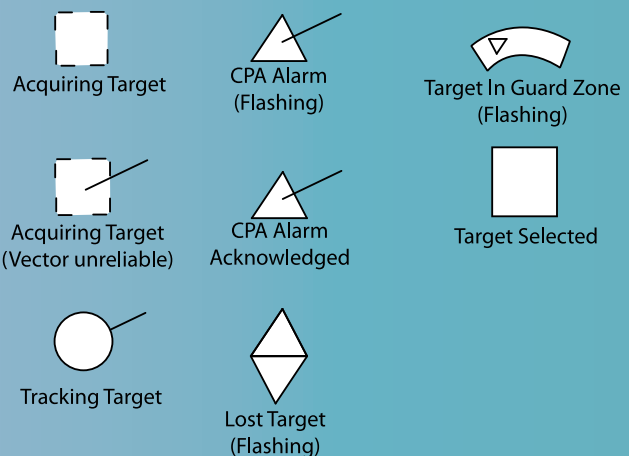 Acquiring Target
CPA Alarm
(Flashing)
Target In Guard Zone
(Flashing)
Acquiring Target
(Vector unreliable)
CPA Alarm
Acknowledged
Target Selected
Tracking Target
Lost Target
(Flashing)